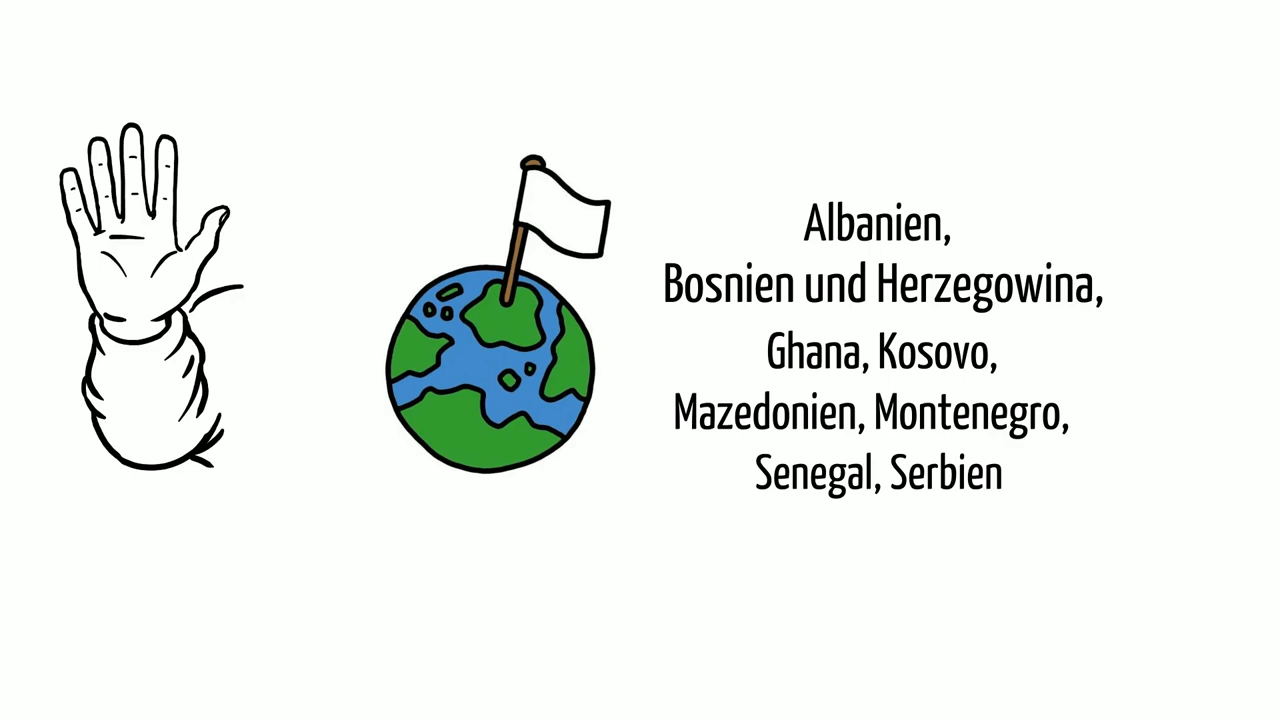 Albanien,
Bosnien und Herzegowina,
Ghana, Kosovo,
Mazedonien, Montenegro,
Senegal, Serbien